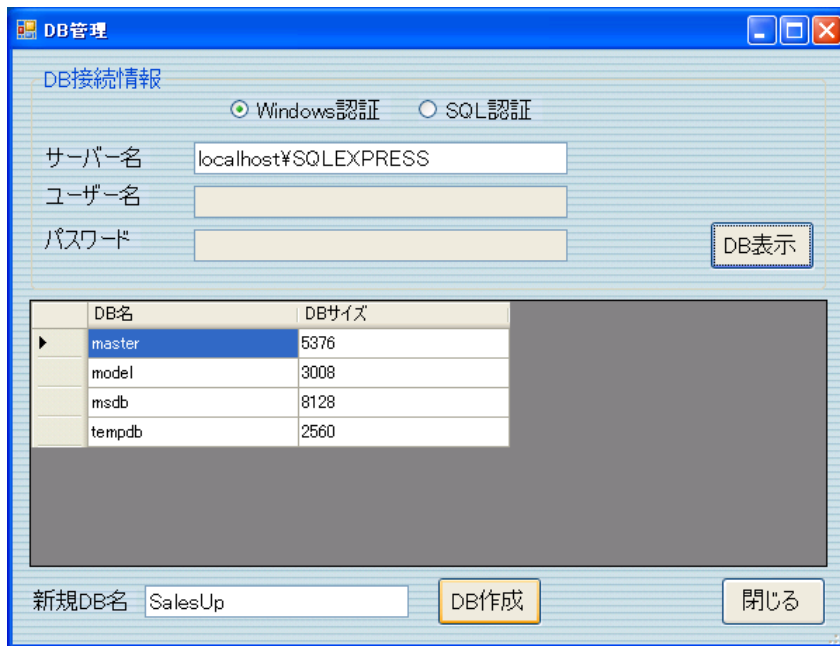 DB管理
DB接続情報
Windows認証 SQL認証
サーバー名 localhost¥SQLEXPRESS
ユーザー名
パスワード
DB表示
DB名 DBサイズ
master 5376
model 3008
msdb 8128
tempdb 2560
新規DB名 SalesUp DB作成 閉じる